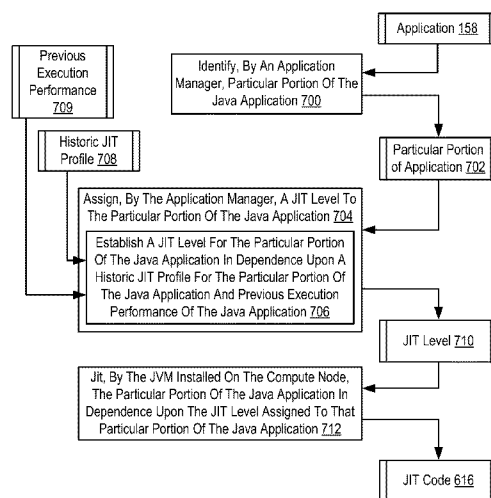 Application 158
Previous
Execution
Performance
709
Identify, By An Application
Manager, Particular Portion Of The
Java Application 700
Historic JIT
Profile 708
Particular Portion
of Application
702
Assign, By The Application Manager, A JIT Level To
The Particular Portion Of The Java Application 704
Establish A JIT Level For The Particular Portion
Of The Java Application In Dependence Upon A
Historic JIT Profile For The Particular Portion Of
The Java Application And Previous Execution
Performance Of The Java Application
706
JIT Level 710
Jit, By The JVM Installed On The Compute Node,
The Particular Portion Of The Java Application In
Dependence Upon The JIT Level Assigned To That
Particular Portion Of The Java Application 712
JIT Code 616